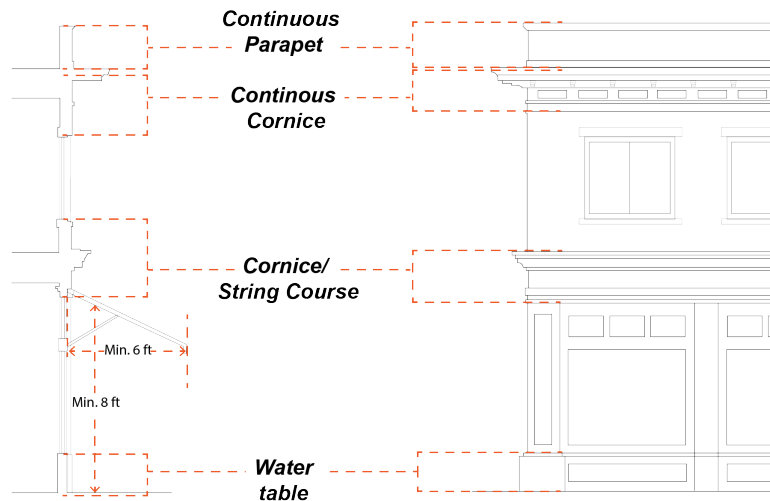 Continuous
Parapet
Continous
Cornice
Cornice/
String Course
Min. 6 ft
Min. 8 ft
Water
table